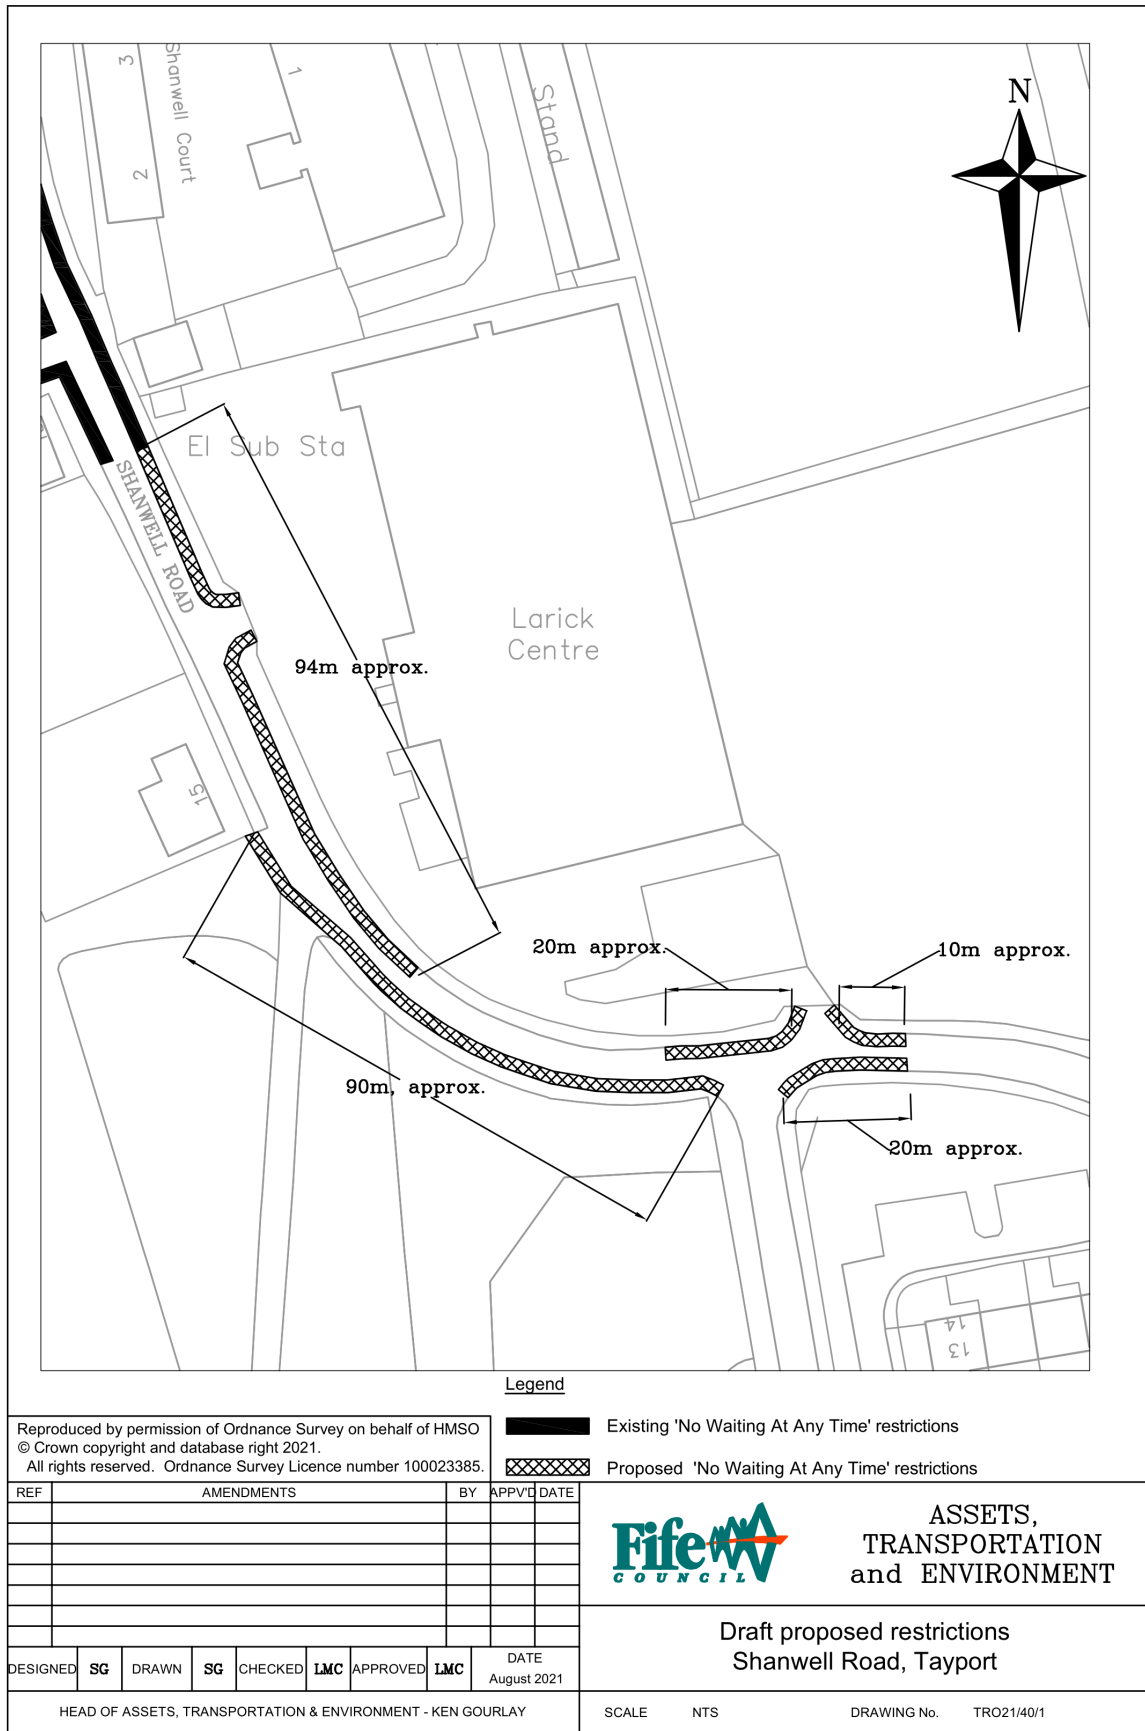 3
2
Shanwell Court
1
Stand
N
El Sub Sta
SHANWELL ROAD
Larick
Centre
94m approx.
15
20m approx.
10m approx.
90m, approx.
20m approx.
14
13
Legend
Existing 'No Waiting At Any Time' restrictions
Proposed 'No Waiting At Any Time' restrictions
Reproduced by permission of Ordnance Survey on behalf of HMSO
© Crown copyright and database right 2021.
All rights reserved. Ordnance Survey Licence number 100023385.
REF AMENDMENTS BY APPV'D DATE
DESIGNED SG DRAWN SG CHECKED LMC APPROVED LMC DATE
August 2021
HEAD OF ASSETS, TRANSPORTATION & ENVIRONMENT - KEN GOURLAY
Fife
COUNCIL
ASSETS,
TRANSPORTATION
and ENVIRONMENT
Draft proposed restrictions
Shanwell Road, Tayport
SCALE NTS DRAWING No. TRO21/40/1